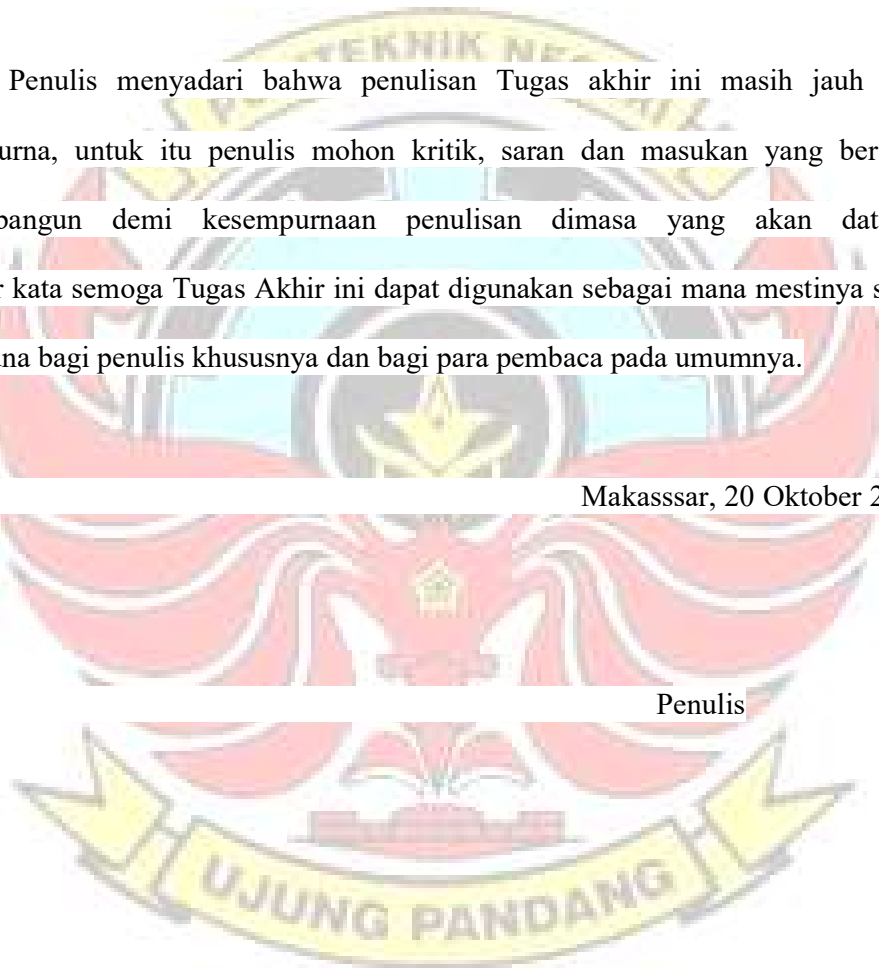 TEKNIK NE
Penulis menyadari bahwa penulisan Tugas akhir ini masih jauh
urna, untuk itu penulis mohon kritik, saran dan masukan yang ber
bangun demi kesempurnaan penulisan dimasa yang akan dat
r kata semoga Tugas Akhir ini dapat digunakan sebagai mana mestinya s
na bagi penulis khususnya dan bagi para pembaca pada umumnya.
Makasssar, 20 Oktober 2
Penulis
UJUNG PANDANG